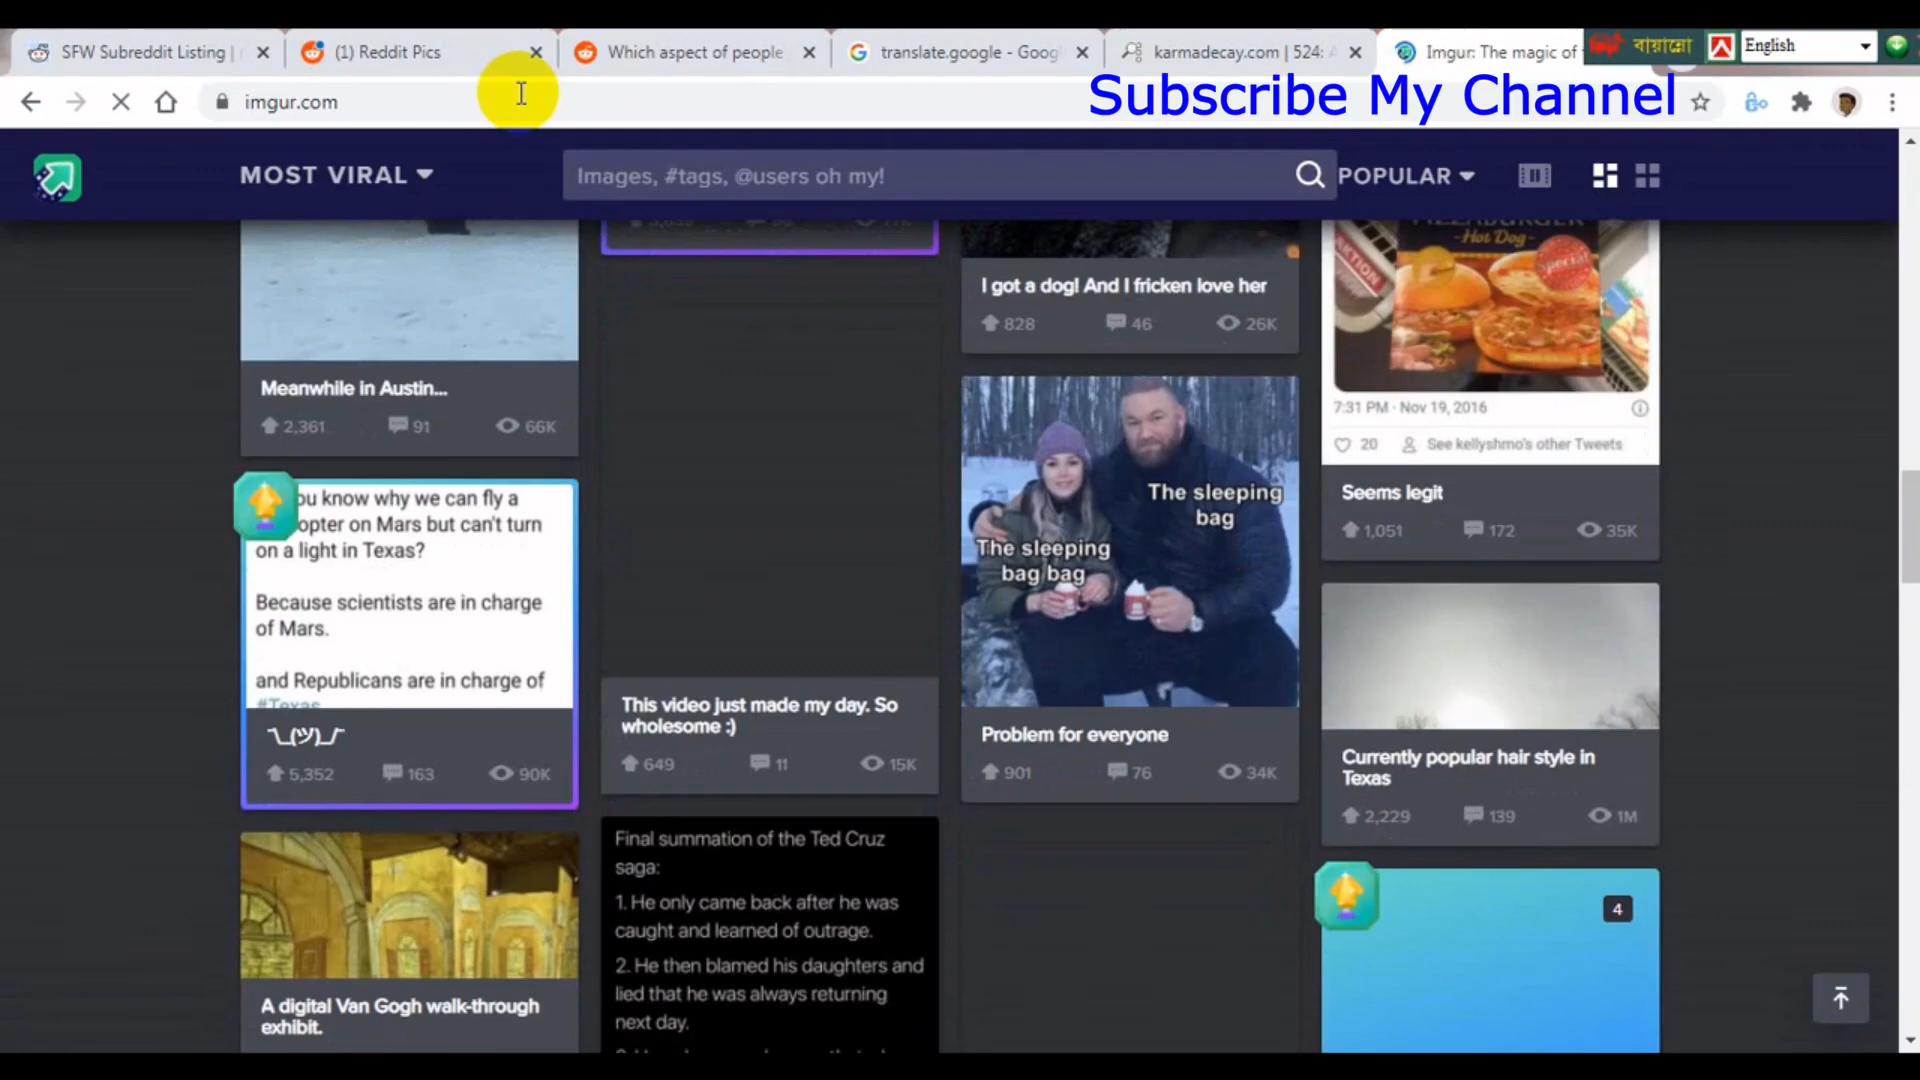 SFW Subreddit Listing |
(1) Reddit Pics
Which aspect of people
translate.google - Goog
karmadecay.com | 524: A
Imgur: The magic of
বায়ান্নো
English
imgur.com
Subscribe My Channel
MOST VIRAL
Images, #tags, @users oh my!
POPULAR
-Hot Dog-
Special
I got a dog! And I fricken love her
828 46 26K
Meanwhile in Austin...
2,361 91 66K
7:31 PM · Nov 19, 2016
20 See kellyshmo's other Tweets
Seems legit
1,051 172 35K
ou know why we can fly a
opter on Mars but can't turn
on a light in Texas?
Because scientists are in charge
of Mars.
and Republicans are in charge of
#Texas
¯\_(ツ)_/¯
5,352 163 90K
This video just made my day. So
wholesome :)
649 11 15K
The sleeping
bag
The sleeping
bag bag
Problem for everyone
901 76 34K
Currently popular hair style in
Texas
2,229 139 1M
4
A digital Van Gogh walk-through
exhibit.
Final summation of the Ted Cruz
saga:
1. He only came back after he was
caught and learned of outrage.
2. He then blamed his daughters and
lied that he was always returning
next day.